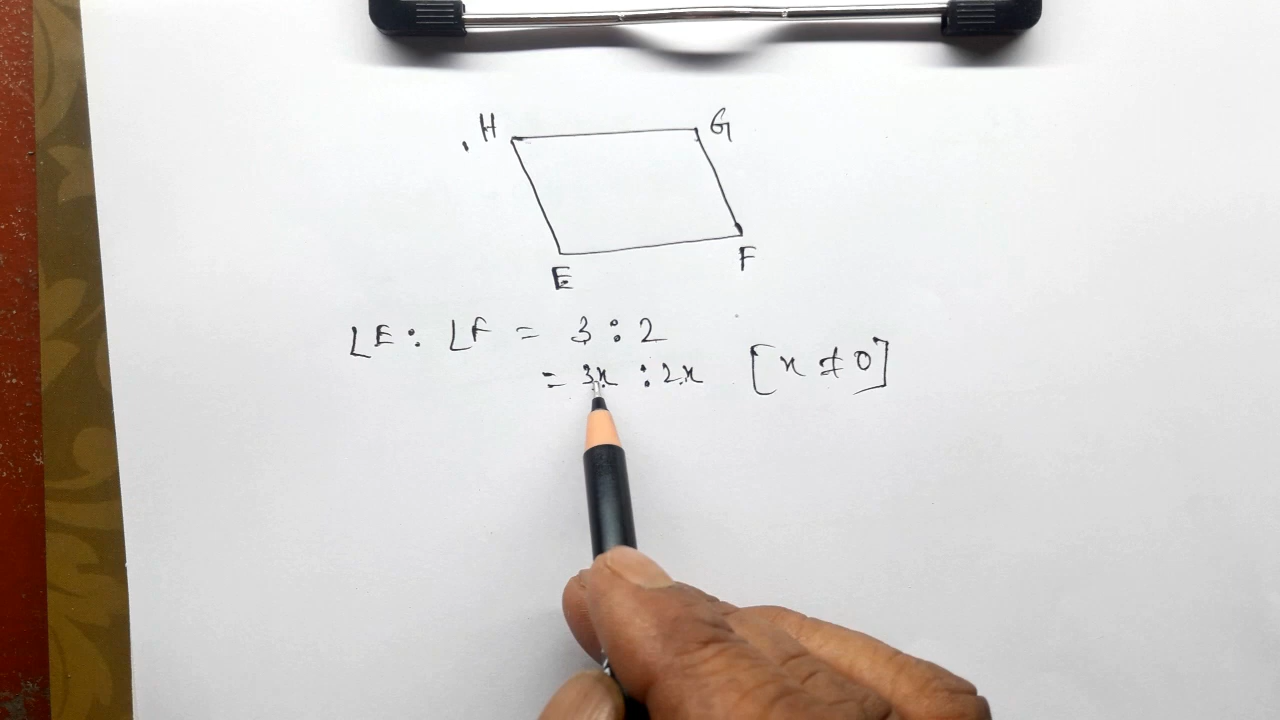 H G
E F
∠E : ∠F = 3 : 2
= 3x : 2x [x ≠ 0]